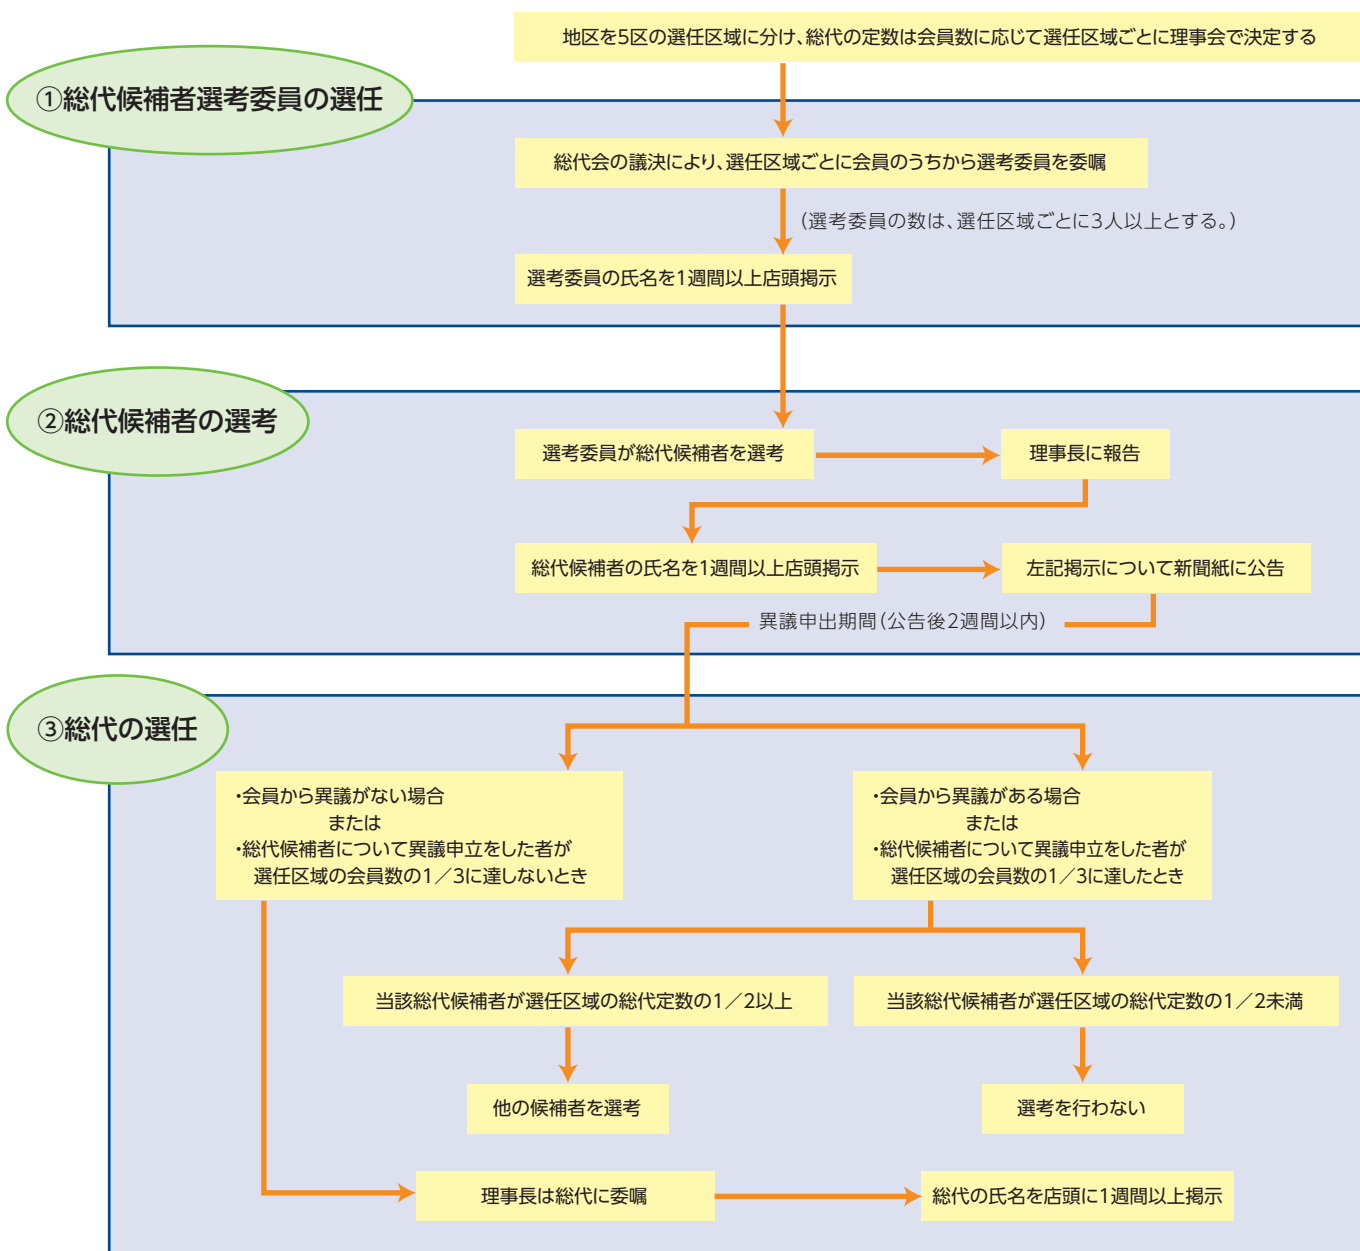 地区を5区の選任区域に分け、総代の定数は会員数に応じて選任区域ごとに理事会で決定する
①総代候補者選考委員の選任
総代会の議決により、選任区域ごとに会員のうちから選考委員を委嘱
(選考委員の数は、選任区域ごとに3人以上とする。)
選考委員の氏名を1週間以上店頭掲示
②総代候補者の選考
選考委員が総代候補者を選考
理事長に報告
総代候補者の氏名を1週間以上店頭掲示
左記掲示について新聞紙に公告
異議申出期間(公告後2週間以内)
③総代の選任
・会員から異議がない場合
または
・総代候補者について異議申立をした者が
選任区域の会員数の1／3に達しないとき
・会員から異議がある場合
または
・総代候補者について異議申立をした者が
選任区域の会員数の1／3に達したとき
当該総代候補者が選任区域の総代定数の1／2以上
当該総代候補者が選任区域の総代定数の1／2未満
他の候補者を選考
選考を行わない
理事長は総代に委嘱
総代の氏名を店頭に1週間以上掲示